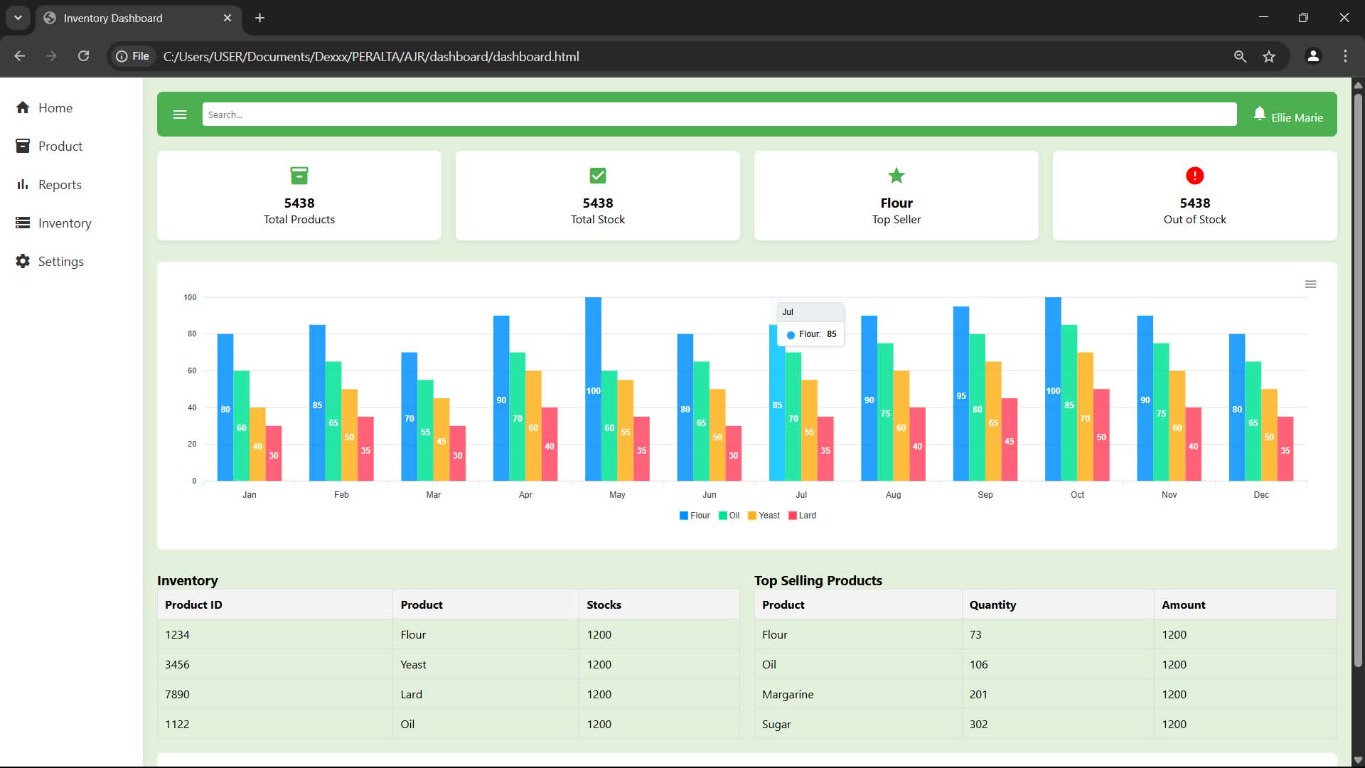 Inventory Dashboard
File C:/Users/USER/Documents/Dexxx/PERALTA/AJR/dashboard/dashboard.html
Home
Product
Reports
Inventory
Settings
Search...
Ellie Marie
5438
Total Products
5438
Total Stock
Flour
Top Seller
5438
Out of Stock
100
80
60
40
20
0
80 60 40 30
85 65 50 35
70 55 45 30
90 70 60 40
100 60 55 35
80 65 50 30
85 70 55 35
90 75 60 40
95 80 65 45
100 85 70 50
90 75 60 40
80 65 50 35
Jul
Flour: 85
Jan Feb Mar Apr May Jun Jul Aug Sep Oct Nov Dec
Flour Oil Yeast Lard
Inventory
Product ID Product Stocks
1234 Flour 1200
3456 Yeast 1200
7890 Lard 1200
1122 Oil 1200
Top Selling Products
Product Quantity Amount
Flour 73 1200
Oil 106 1200
Margarine 201 1200
Sugar 302 1200